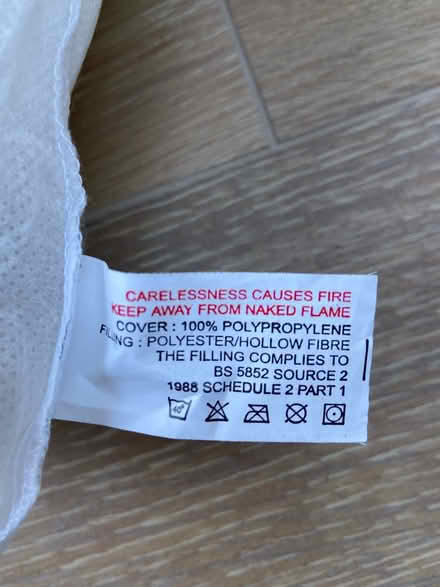 CARELESSNESS CAUSES FIRE
KEEP AWAY FROM NAKED FLAME
COVER : 100% POLYPROPYLENE
FILLING : POLYESTER/HOLLOW FIBRE
THE FILLING COMPLIES TO
BS 5852 SOURCE 2
1988 SCHEDULE 2 PART 1
40°